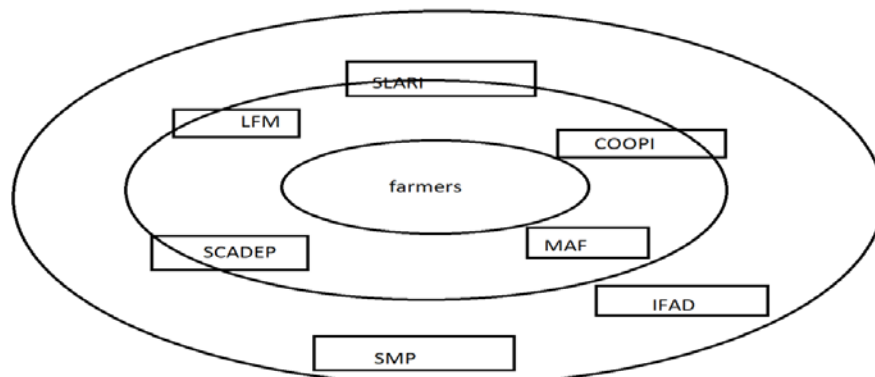 SLARI
LFM
COOPI
farmers
SCADEP
MAF
IFAD
SMP